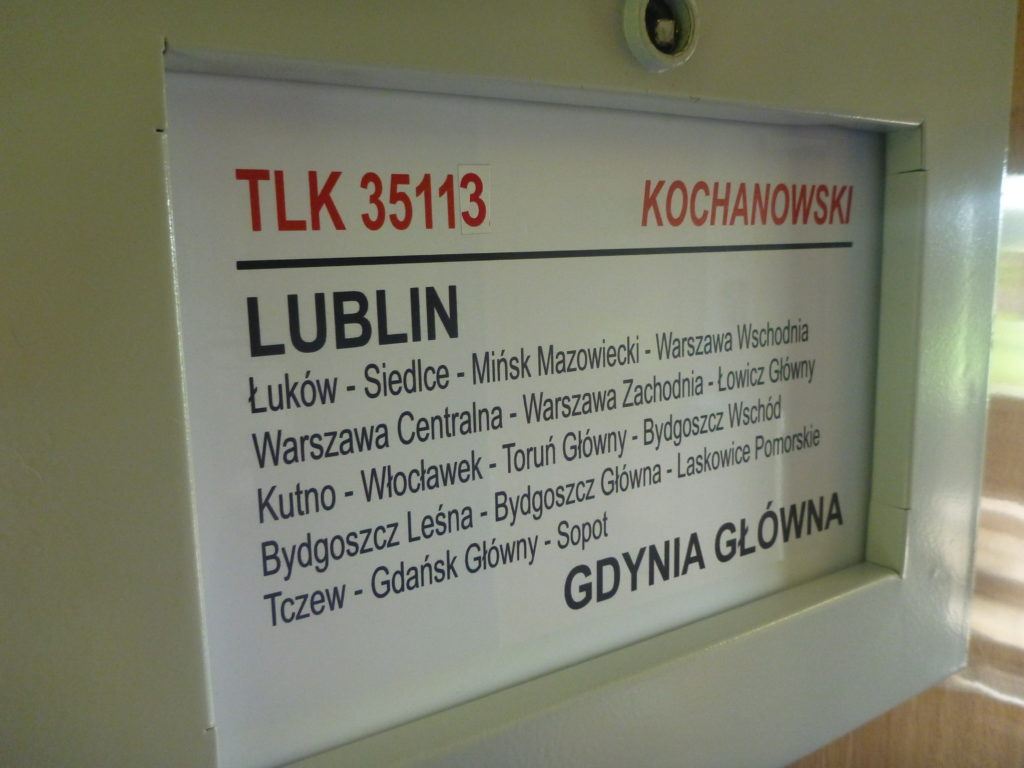 TLK 35113 KOCHANOWSKI
LUBLIN
Łuków - Siedlce - Mińsk Mazowiecki - Warszawa Wschodnia
Warszawa Centralna - Warszawa Zachodnia - Łowicz Główny
Kutno - Włocławek - Toruń Główny - Bydgoszcz Wschód
Bydgoszcz Leśna - Bydgoszcz Główna - Laskowice Pomorskie
Tczew - Gdańsk Główny - Sopot
GDYNIA GŁÓWNA